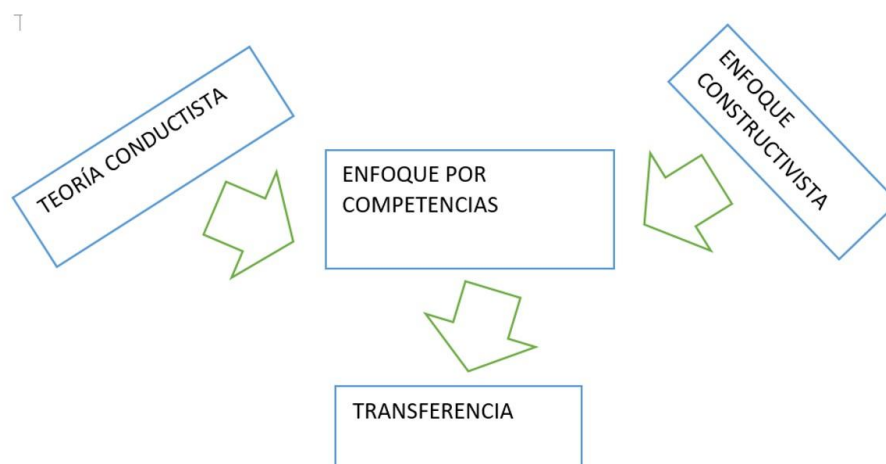 T
TEORÍA CONDUCTISTA
ENFOQUE POR
COMPETENCIAS
ENFOQUE
CONSTRUCTIVISTA
TRANSFERENCIA